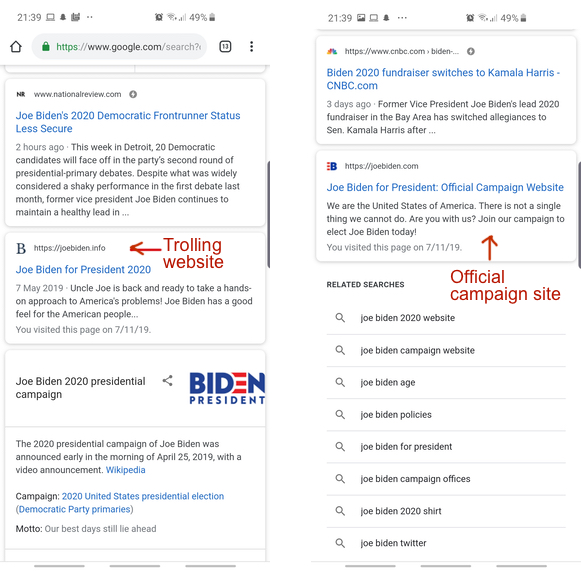 21:39
49%
https://www.google.com/search?
13
NR www.nationalreview.com
Joe Biden's 2020 Democratic Frontrunner Status
Less Secure
2 hours ago · This week in Detroit, 20 Democratic
candidates will face off in the party's second round of
presidential-primary debates. Despite what was widely
considered a shaky performance in the first debate last
month, former vice president Joe Biden continues to
maintain a healthy lead in ...
B https://joebiden.info
Trolling
website
Joe Biden for President 2020
7 May 2019 · Uncle Joe is back and ready to take a hands-
on approach to America's problems! Joe Biden has a good
feel for the American people...
You visited this page on 7/11/19.
Joe Biden 2020 presidential
campaign
BIDEN
PRESIDENT
The 2020 presidential campaign of Joe Biden was
announced early in the morning of April 25, 2019, with a
video announcement. Wikipedia
Campaign: 2020 United States presidential election
(Democratic Party primaries)
Motto: Our best days still lie ahead
21:39
49%
https://www.cnbc.com › biden-...
Biden 2020 fundraiser switches to Kamala Harris -
CNBC.com
3 days ago · Former Vice President Joe Biden's lead 2020
fundraiser in the Bay Area has switched allegiances to
Sen. Kamala Harris after ...
B https://joebiden.com
Joe Biden for President: Official Campaign Website
We are the United States of America. There is not a single
thing we cannot do. Are you with us? Join our campaign to
elect Joe Biden today!
You visited this page on 7/11/19.
Official
campaign site
RELATED SEARCHES
joe biden 2020 website
joe biden campaign website
joe biden age
joe biden policies
joe biden for president
joe biden campaign offices
joe biden 2020 shirt
joe biden twitter